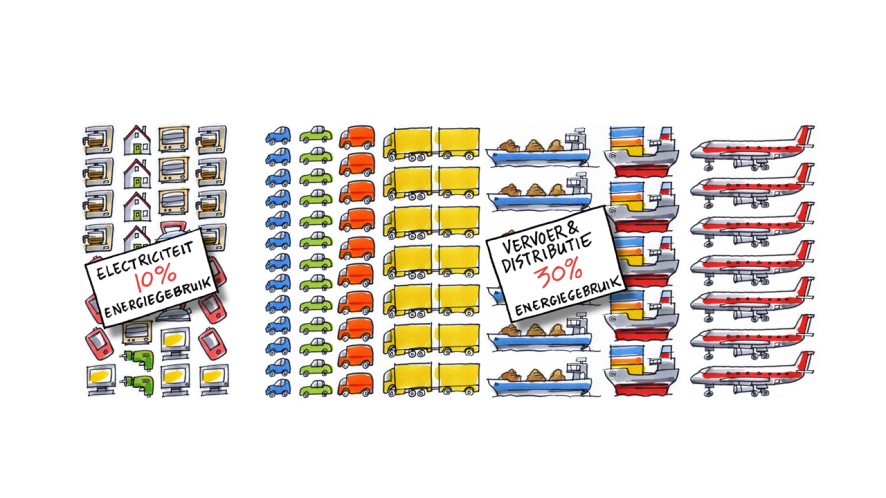 ELECTRICITEIT
10%
ENERGIEGEBRUIK
VERVOER &
DISTRIBUTIE
30%
ENERGIEGEBRUIK